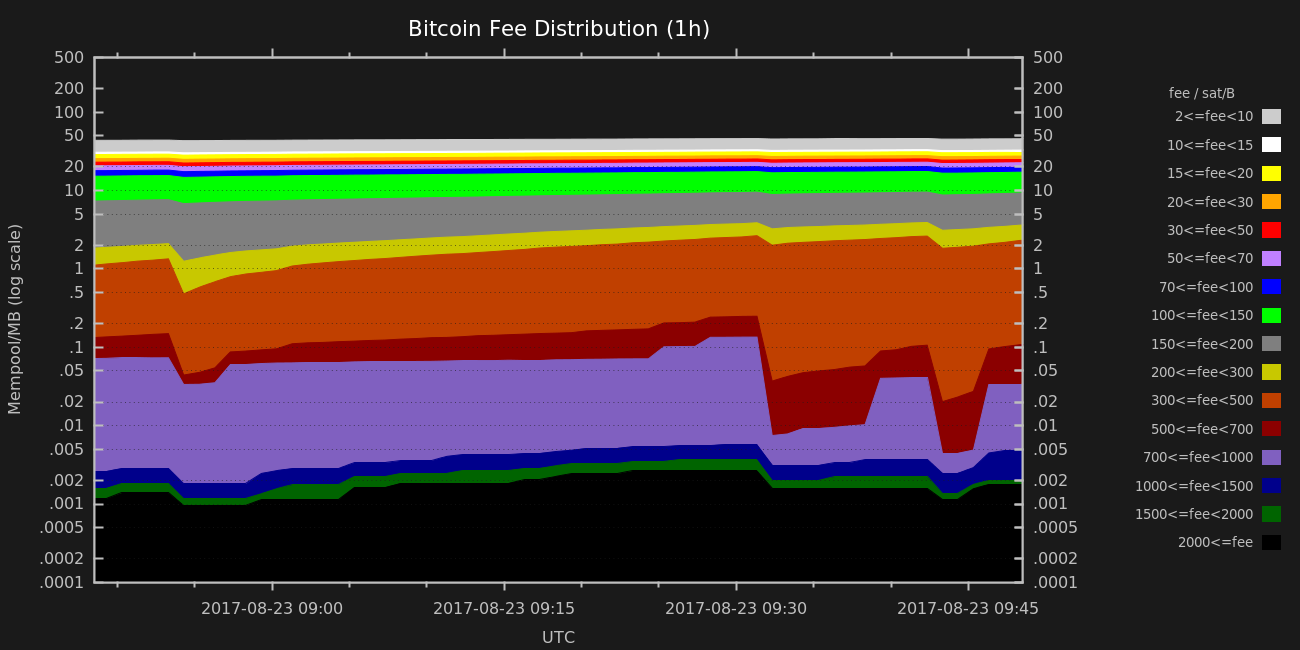 Bitcoin Fee Distribution (1h)
500 500
200 200
100 100
50 50
20 20
10 10
5 5
2 2
1 1
.5 .5
.2 .2
.1 .1
.05 .05
.02 .02
.01 .01
.005 .005
.002 .002
.001 .001
.0005 .0005
.0002 .0002
.0001 .0001
Mempool/MB (log scale)
2017-08-23 09:00 2017-08-23 09:15 2017-08-23 09:30 2017-08-23 09:45
UTC
fee / sat/B
2<=fee<10
10<=fee<15
15<=fee<20
20<=fee<30
30<=fee<50
50<=fee<70
70<=fee<100
100<=fee<150
150<=fee<200
200<=fee<300
300<=fee<500
500<=fee<700
700<=fee<1000
1000<=fee<1500
1500<=fee<2000
2000<=fee